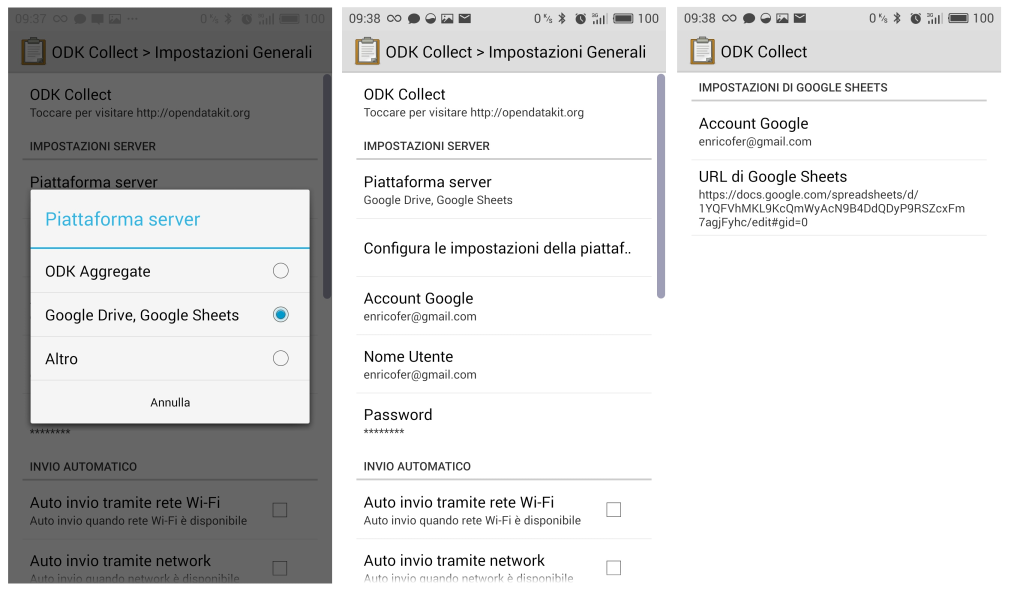 09:37
0 K/s
100
ODK Collect > Impostazioni Generali
ODK Collect
Toccare per visitare http://opendatakit.org
IMPOSTAZIONI SERVER
Piattaforma server
Piattaforma server
ODK Aggregate
Google Drive, Google Sheets
Altro
Annulla
********
INVIO AUTOMATICO
Auto invio tramite rete Wi-Fi
Auto invio quando rete Wi-Fi è disponibile
Auto invio tramite network
Auto invio quando network è disponibile
09:38
0 K/s
3G
100
ODK Collect > Impostazioni Generali
ODK Collect
Toccare per visitare http://opendatakit.org
IMPOSTAZIONI SERVER
Piattaforma server
Google Drive, Google Sheets
Configura le impostazioni della piattaf..
Account Google
enricofer@gmail.com
Nome Utente
enricofer@gmail.com
Password
********
INVIO AUTOMATICO
Auto invio tramite rete Wi-Fi
Auto invio quando rete Wi-Fi è disponibile
Auto invio tramite network
Auto invio quando network è disponibile
09:38
0 K/s
3G
100
ODK Collect
IMPOSTAZIONI DI GOOGLE SHEETS
Account Google
enricofer@gmail.com
URL di Google Sheets
https://docs.google.com/spreadsheets/d/
1YQFVhMKL9KcQmWyAcN9B4DdQDyP9RSZcxFm
7agjFyhc/edit#gid=0